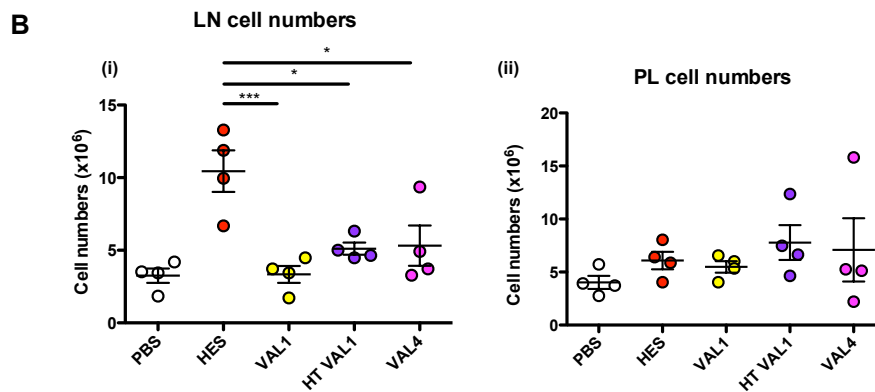 B
LN cell numbers
(i)
*
*
***
Cell numbers (x10⁶)
15
10
5
0
PBS
HES
VAL1
HT VAL1
VAL4
(ii)
PL cell numbers
Cell numbers (x10⁶)
20
15
10
5
0
PBS
HES
VAL1
HT VAL1
VAL4